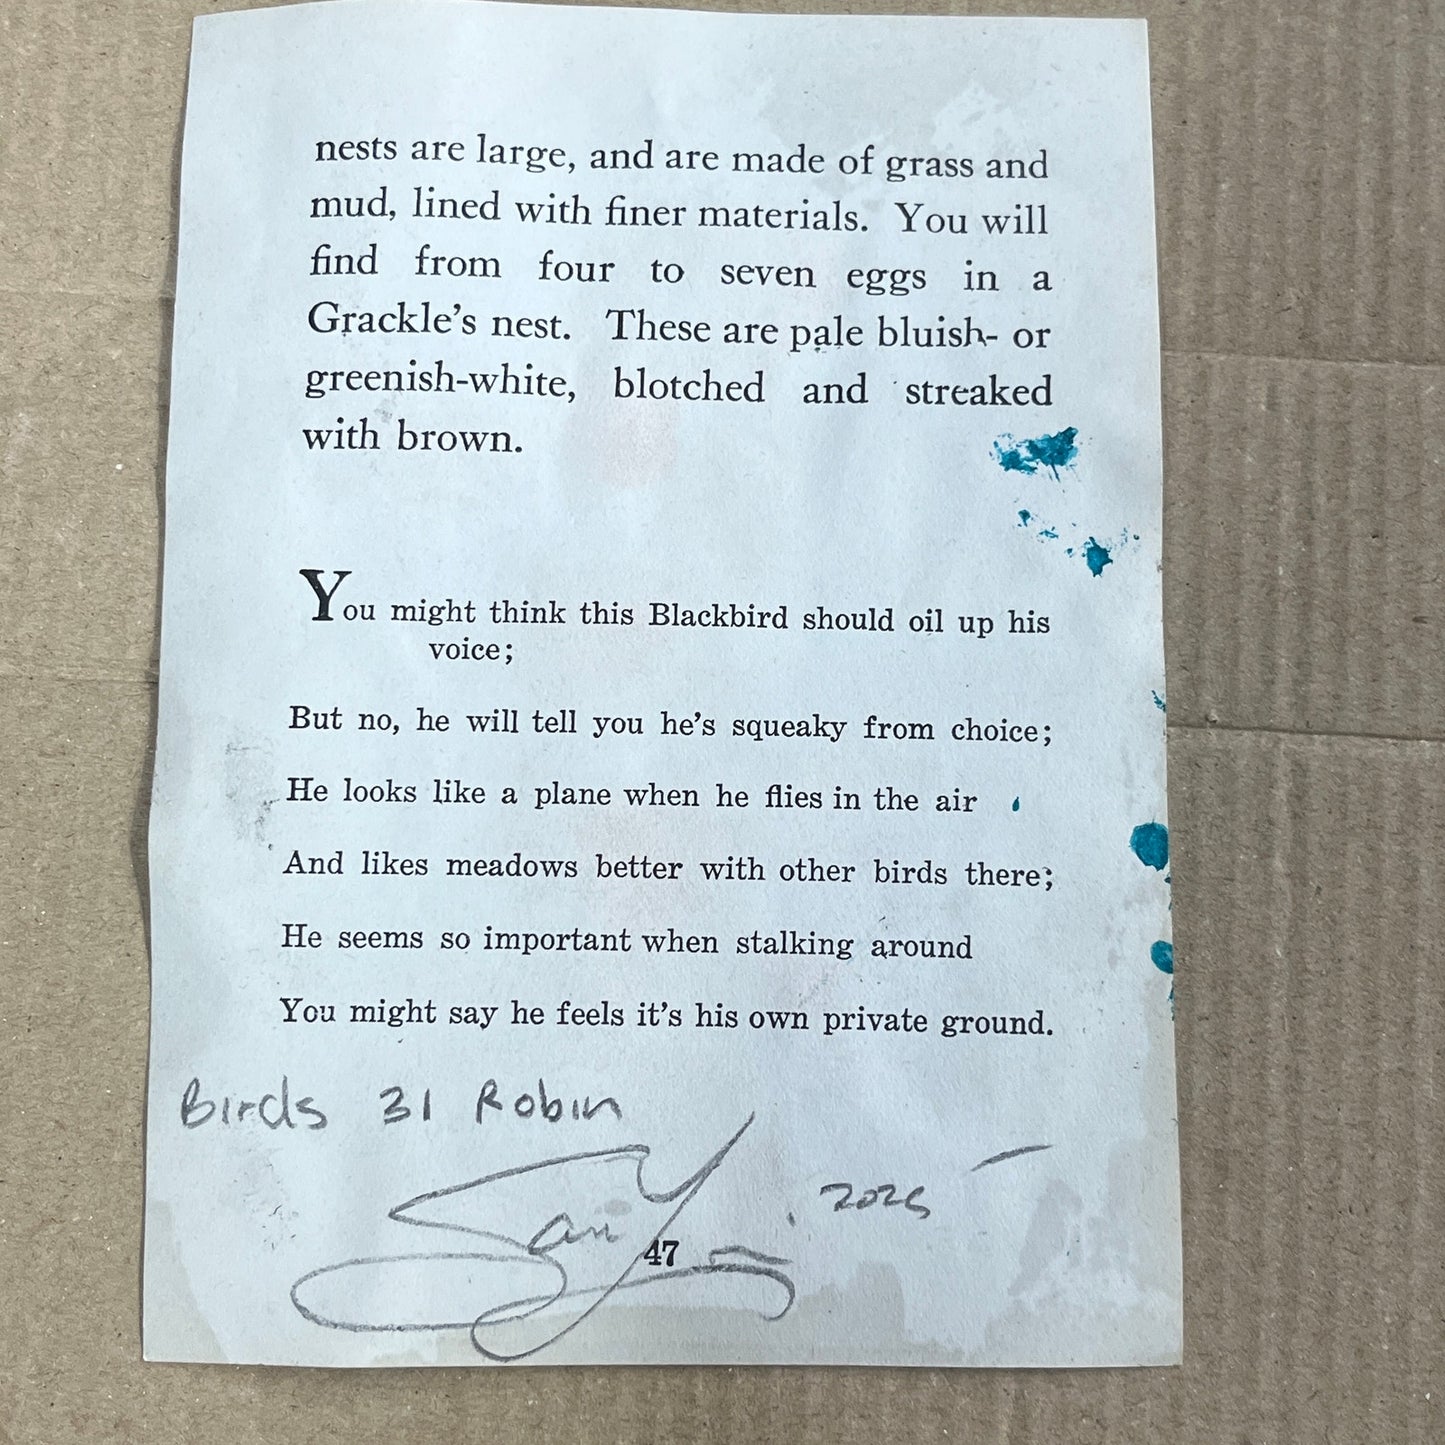 nests are large, and are made of grass and
mud, lined with finer materials. You will
find from four to seven eggs in a
Grackle's nest. These are pale bluish- or
greenish-white, blotched and streaked
with brown.
You might think this Blackbird should oil up his
voice;
But no, he will tell you he's squeaky from choice;
He looks like a plane when he flies in the air
And likes meadows better with other birds there;
He seems so important when stalking around
You might say he feels it's his own private ground.
Birds 31 Robin
2025
47